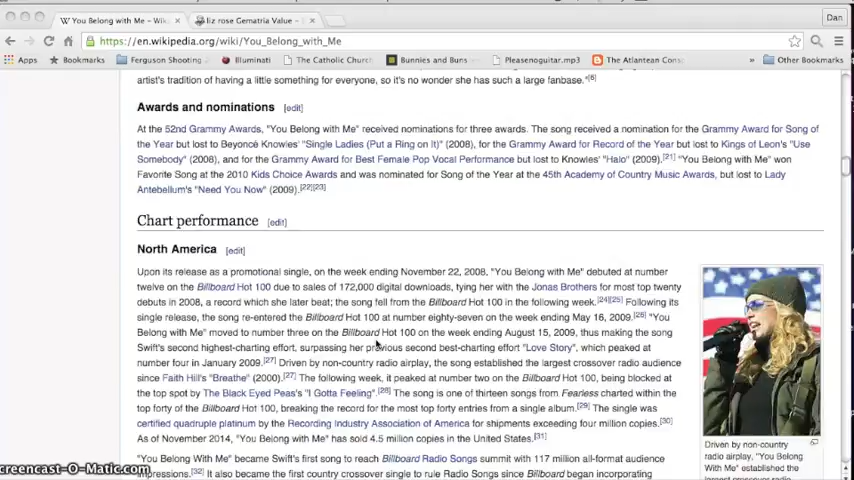 You Belong with Me - Wiki
liz rose Gematria Value -
Dan
https://en.wikipedia.org/wiki/You_Belong_with_Me
Apps
Bookmarks
Ferguson Shooting
Illuminati
The Catholic Church
Bunnies and Buns
Pleasenoguitar.mp3
The Atlantean Cons
»
Other Bookmarks
artist's tradition of having a little something for everyone, so it's no wonder she has such a large fanbase."[6]
Awards and nominations [edit]
At the 52nd Grammy Awards, "You Belong with Me" received nominations for three awards. The song received a nomination for the Grammy Award for Song of
the Year but lost to Beyoncé Knowles' "Single Ladies (Put a Ring on It)" (2008), for the Grammy Award for Record of the Year but lost to Kings of Leon's "Use
Somebody" (2008), and for the Grammy Award for Best Female Pop Vocal Performance but lost to Knowles' "Halo" (2009).[21] "You Belong with Me" won
Favorite Song at the 2010 Kids Choice Awards and was nominated for Song of the Year at the 45th Academy of Country Music Awards, but lost to Lady
Antebellum's "Need You Now" (2009).[22][23]
Chart performance [edit]
North America [edit]
Upon its release as a promotional single, on the week ending November 22, 2008, "You Belong with Me" debuted at number
twelve on the Billboard Hot 100 due to sales of 172,000 digital downloads, tying her with the Jonas Brothers for most top twenty
debuts in 2008, a record which she later beat; the song fell from the Billboard Hot 100 in the following week.[24][25] Following its
single release, the song re-entered the Billboard Hot 100 at number eighty-seven on the week ending May 16, 2009.[26] "You
Belong with Me" moved to number three on the Billboard Hot 100 on the week ending August 15, 2009, thus making the song
Swift's second highest-charting effort, surpassing her previous second best-charting effort "Love Story", which peaked at
number four in January 2009.[27] Driven by non-country radio airplay, the song established the largest crossover radio audience
since Faith Hill's "Breathe" (2000).[27] The following week, it peaked at number two on the Billboard Hot 100, being blocked at
the top spot by The Black Eyed Peas's "I Gotta Feeling".[28] The song is one of thirteen songs from Fearless charted within the
top forty of the Billboard Hot 100, breaking the record for the most top forty entries from a single album.[29] The single was
certified quadruple platinum by the Recording Industry Association of America for shipments exceeding four million copies.[30]
As of November 2014, "You Belong with Me" has sold 4.5 million copies in the United States.[31]
"You Belong With Me" became Swift's first song to reach Billboard Radio Songs summit with 117 million all-format audience
impressions.[32] It also became the first country crossover single to rule Radio Songs since Billboard began incorporating
Driven by non-country
radio airplay, "You
Belong With Me"
established the
largest crossover radio
creencast-O-Matic.com